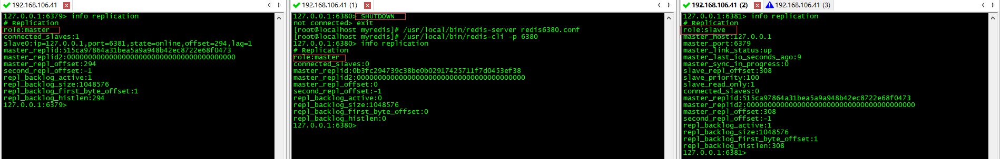 192.168.106.41
127.0.0.1:6379> info replication
# Replication
role:master
connected_slaves:1
slave0:ip=127.0.0.1,port=6381,state=online,offset=294,lag=1
master_replid:515ca97864a31bea5a9a948b42ec8722e68f0473
master_replid2:0000000000000000000000000000000000000000
master_repl_offset:294
second_repl_offset:-1
repl_backlog_active:1
repl_backlog_size:1048576
repl_backlog_first_byte_offset:1
repl_backlog_histlen:294
127.0.0.1:6379>
192.168.106.41 (1)
127.0.0.1:6380> SHUTDOWN
not connected> exit
[root@localhost myredis]# /usr/local/bin/redis-server redis6380.conf
[root@localhost myredis]# /usr/local/bin/redis-cli -p 6380
127.0.0.1:6380> info replication
# Replication
role:master
connected_slaves:0
master_replid:0b3fc294739c38be0b02917425711f7d0453ef38
master_replid2:0000000000000000000000000000000000000000
master_repl_offset:0
second_repl_offset:-1
repl_backlog_active:0
repl_backlog_size:1048576
repl_backlog_first_byte_offset:0
repl_backlog_histlen:0
127.0.0.1:6380>
192.168.106.41 (2)
192.168.106.41 (3)
127.0.0.1:6381> info replication
# Replication
role:slave
master_host:127.0.0.1
master_port:6379
master_link_status:up
master_last_io_seconds_ago:9
master_sync_in_progress:0
slave_repl_offset:308
slave_priority:100
slave_read_only:1
connected_slaves:0
master_replid:515ca97864a31bea5a9a948b42ec8722e68f0473
master_replid2:0000000000000000000000000000000000000000
master_repl_offset:308
second_repl_offset:-1
repl_backlog_active:1
repl_backlog_size:1048576
repl_backlog_first_byte_offset:1
repl_backlog_histlen:308
127.0.0.1:6381>